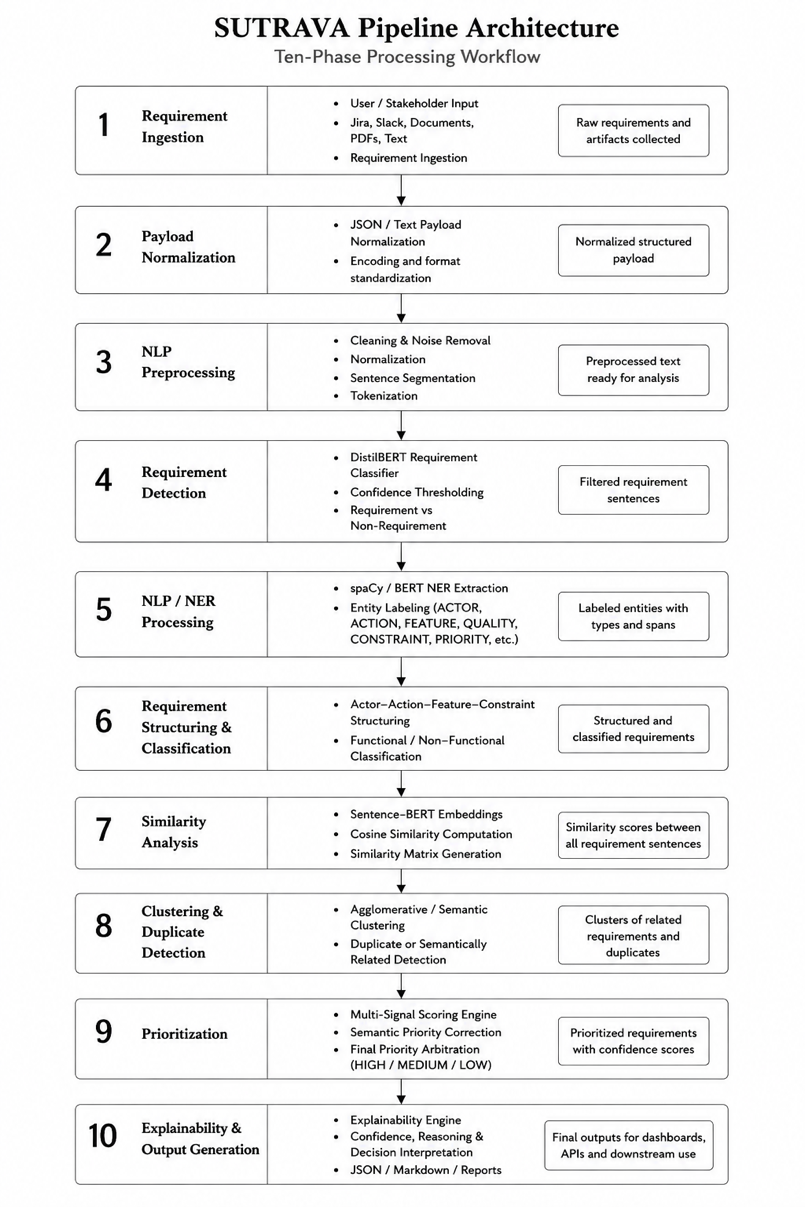 SUTRAVA Pipeline Architecture
Ten-Phase Processing Workflow
1
Requirement
Ingestion
• User / Stakeholder Input
• Jira, Slack, Documents,
PDFs, Text
• Requirement Ingestion
Raw requirements and
artifacts collected
2
Payload
Normalization
• JSON / Text Payload
Normalization
• Encoding and format
standardization
Normalized structured
payload
3
NLP
Preprocessing
• Cleaning & Noise Removal
• Normalization
• Sentence Segmentation
• Tokenization
Preprocessed text
ready for analysis
4
Requirement
Detection
• DistilBERT Requirement
Classifier
• Confidence Thresholding
• Requirement vs
Non-Requirement
Filtered requirement
sentences
5
NLP / NER
Processing
• spaCy / BERT NER Extraction
• Entity Labeling (ACTOR,
ACTION, FEATURE, QUALITY,
CONSTRAINT, PRIORITY, etc.)
Labeled entities with
types and spans
6
Requirement
Structuring &
Classification
• Actor–Action–Feature–Constraint
Structuring
• Functional / Non–Functional
Classification
Structured and
classified requirements
7
Similarity
Analysis
• Sentence–BERT Embeddings
• Cosine Similarity Computation
• Similarity Matrix Generation
Similarity scores between
all requirement sentences
8
Clustering &
Duplicate
Detection
• Agglomerative / Semantic
Clustering
• Duplicate or Semantically
Related Detection
Clusters of related
requirements and
duplicates
9
Prioritization
• Multi-Signal Scoring Engine
• Semantic Priority Correction
• Final Priority Arbitration
(HIGH / MEDIUM / LOW)
Prioritized requirements
with confidence scores
10
Explainability &
Output Generation
• Explainability Engine
• Confidence, Reasoning &
Decision Interpretation
• JSON / Markdown / Reports
Final outputs for dashboards,
APIs and downstream use